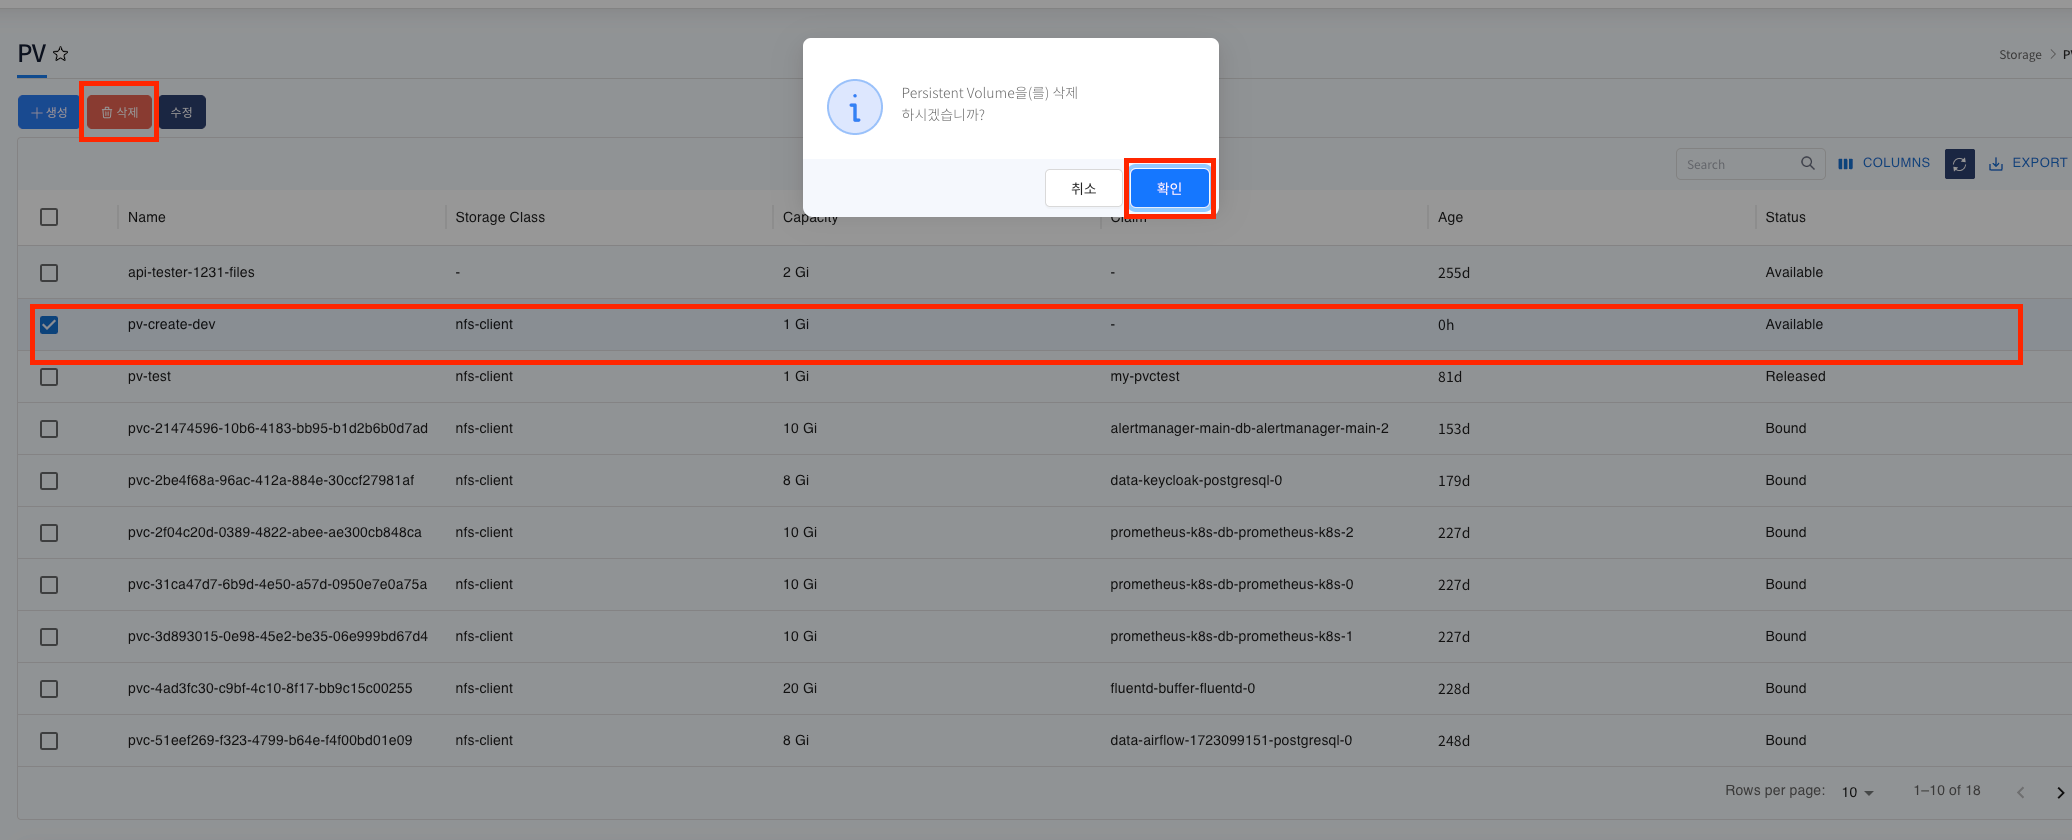 PV
Storage > P
+ 생성
삭제
수정
Persistent Volume을(를) 삭제
하시겠습니까?
취소
확인
Search
COLUMNS
EXPORT
Name Storage Class Capacity Claim Age Status
api-tester-1231-files - 2 Gi - 255d Available
pv-create-dev nfs-client 1 Gi - 0h Available
pv-test nfs-client 1 Gi my-pvctest 81d Released
pvc-21474596-10b6-4183-bb95-b1d2b6b0d7ad nfs-client 10 Gi alertmanager-main-db-alertmanager-main-2 153d Bound
pvc-2be4f68a-96ac-412a-884e-30ccf27981af nfs-client 8 Gi data-keycloak-postgresql-0 179d Bound
pvc-2f04c20d-0389-4822-abee-ae300cb848ca nfs-client 10 Gi prometheus-k8s-db-prometheus-k8s-2 227d Bound
pvc-31ca47d7-6b9d-4e50-a57d-0950e7e0a75a nfs-client 10 Gi prometheus-k8s-db-prometheus-k8s-0 227d Bound
pvc-3d893015-0e98-45e2-be35-06e999bd67d4 nfs-client 10 Gi prometheus-k8s-db-prometheus-k8s-1 227d Bound
pvc-4ad3fc30-c9bf-4c10-8f17-bb9c15c00255 nfs-client 20 Gi fluentd-buffer-fluentd-0 228d Bound
pvc-51eef269-f323-4799-b64e-f4f00bd01e09 nfs-client 8 Gi data-airflow-1723099151-postgresql-0 248d Bound
Rows per page: 10 1–10 of 18